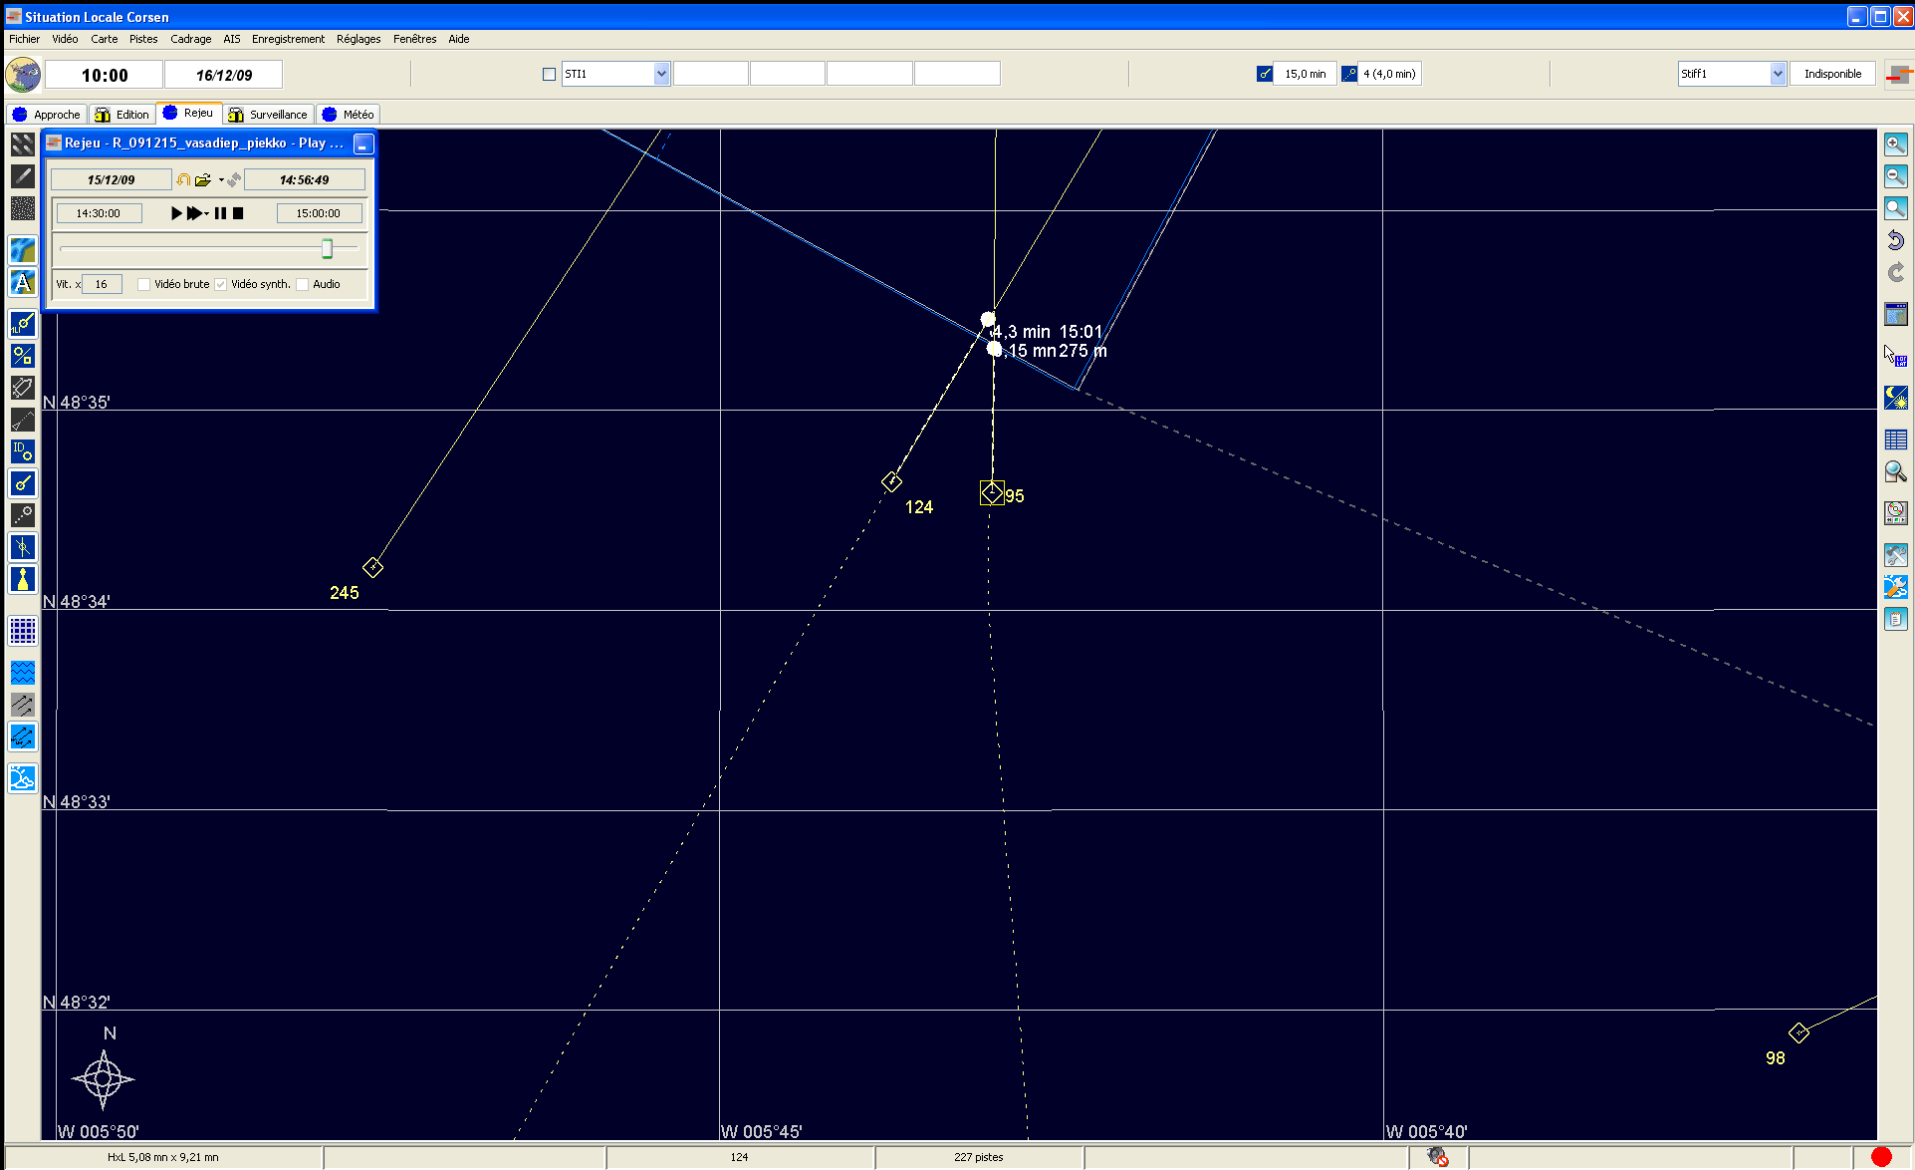 Situation Locale Corsen
Fichier Vidéo Carte Pistes Cadrage AIS Enregistrement Réglages Fenêtres Aide
10:00 16/12/09 STI1 15,0 min 4 (4,0 min) Stiff1 Indisponible
Approche Edition Rejeu Surveillance Météo
Rejeu - R_091215_vasadiep_piekko - Play ...
15/12/09 14:56:49
14:30:00 15:00:00
Vit. x 16 Vidéo brute Vidéo synth. Audio
4,3 min 15:01
,15 mn 275 m
N 48°35'
124
95
245
N 48°34'
N 48°33'
N 48°32'
N
98
W 005°50' W 005°45' W 005°40'
HxL 5,08 mn x 9,21 mn 124 227 pistes